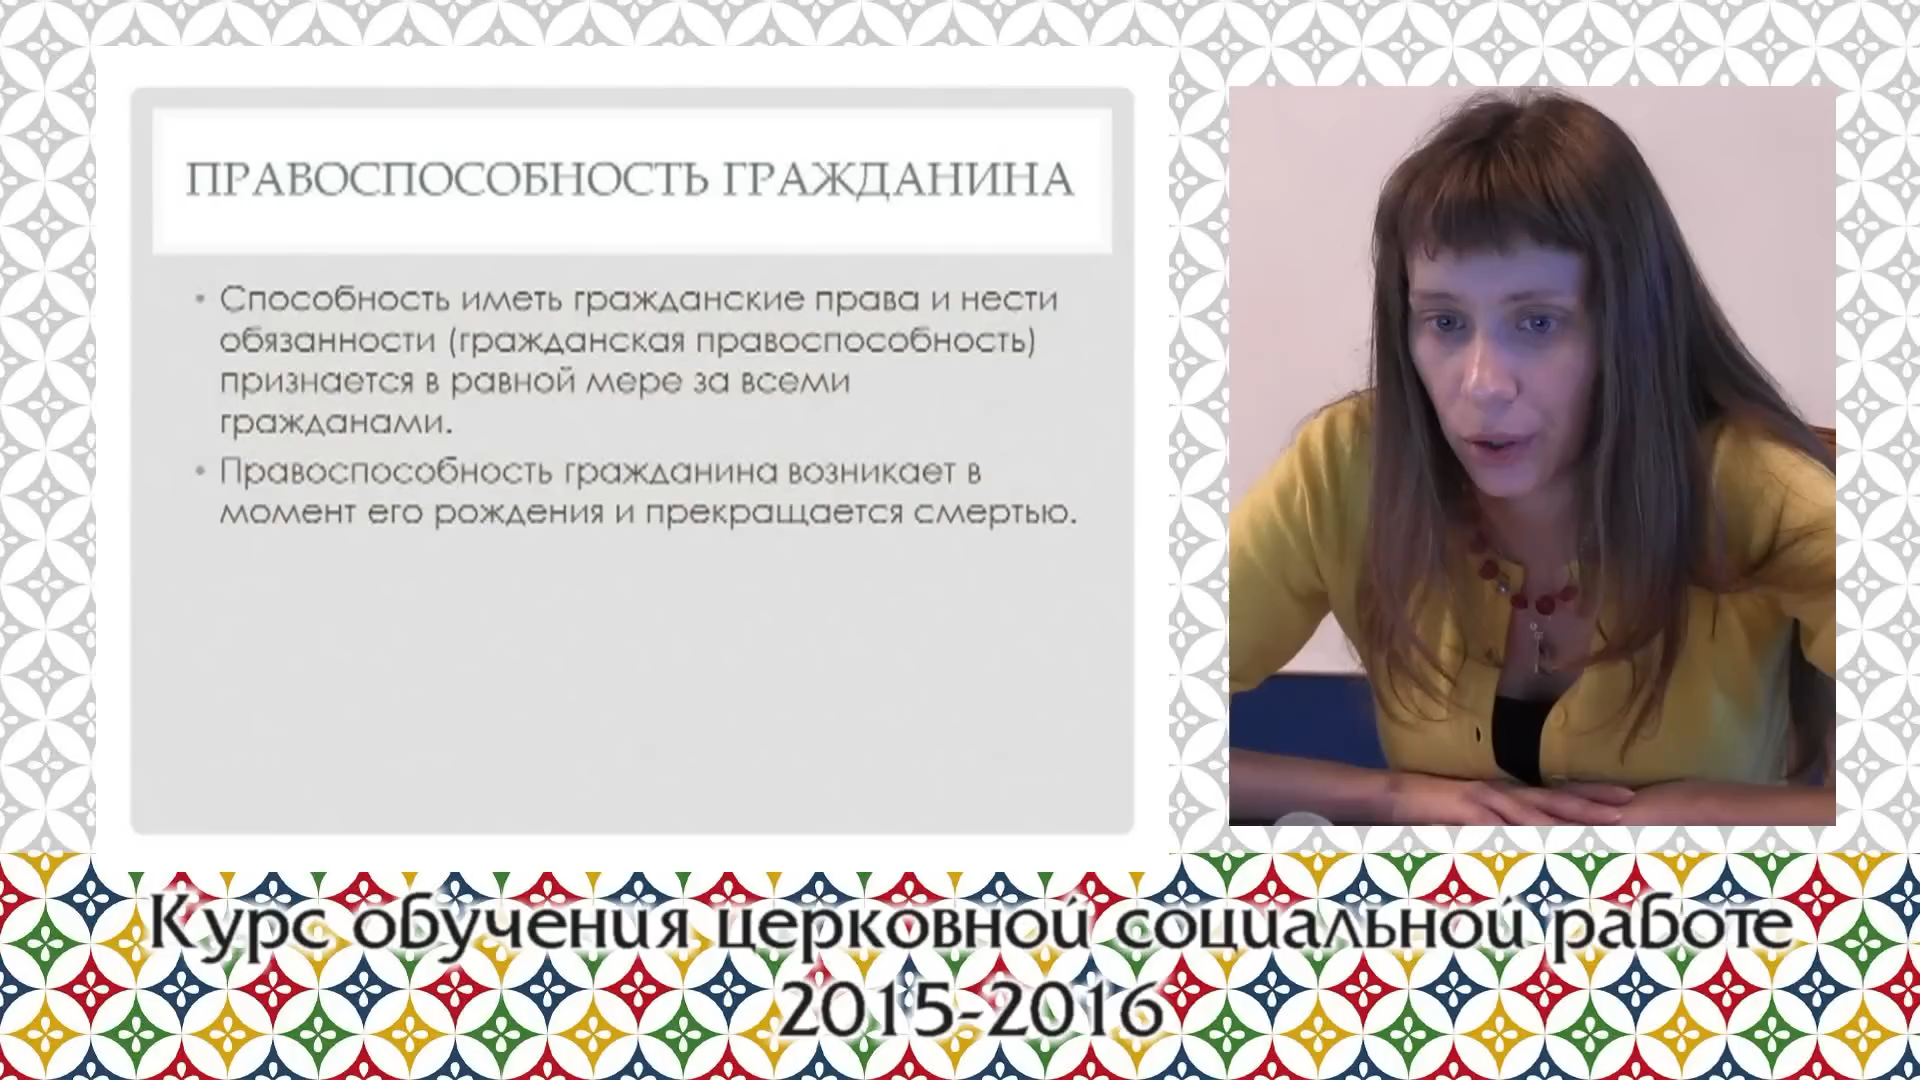 ПРАВОСПОСОБНОСТЬ ГРАЖДАНИНА
• Способность иметь гражданские права и нести
обязанности (гражданская правоспособность)
признается в равной мере за всеми
гражданами.
• Правоспособность гражданина возникает в
момент его рождения и прекращается смертью.
Курс обучения церковной социальной работе
2015-2016